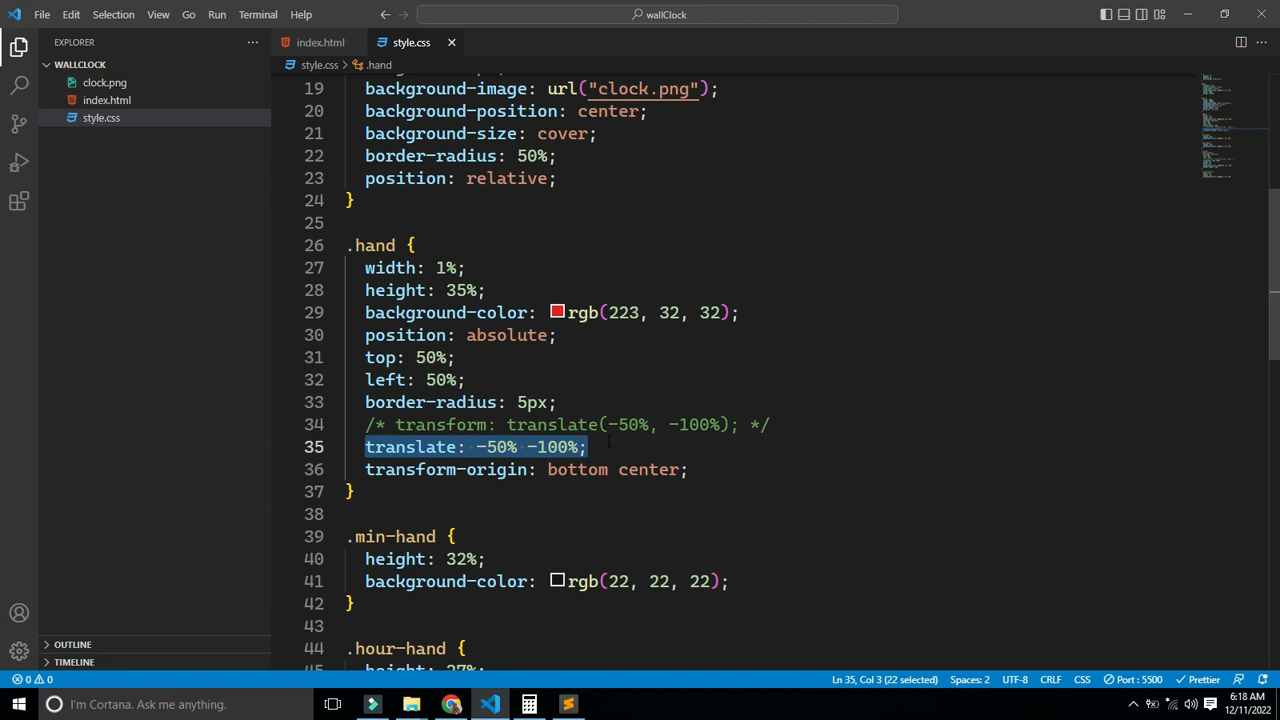 File Edit Selection View Go Run Terminal Help
wallClock
EXPLORER
WALLCLOCK
clock.png
index.html
style.css
OUTLINE
TIMELINE
index.html style.css
style.css > .hand
19 background-image: url("clock.png");
20 background-position: center;
21 background-size: cover;
22 border-radius: 50%;
23 position: relative;
24 }
25
26 .hand {
27 width: 1%;
28 height: 35%;
29 background-color: rgb(223, 32, 32);
30 position: absolute;
31 top: 50%;
32 left: 50%;
33 border-radius: 5px;
34 /* transform: translate(-50%, -100%); */
35 translate: -50% -100%;
36 transform-origin: bottom center;
37 }
38
39 .min-hand {
40 height: 32%;
41 background-color: rgb(22, 22, 22);
42 }
43
44 .hour-hand {
45 height: 27%;
0 0 Ln 35, Col 3 (22 selected) Spaces: 2 UTF-8 CRLF CSS Port : 5500 Prettier
I'm Cortana. Ask me anything.
6:18 AM
12/11/2022